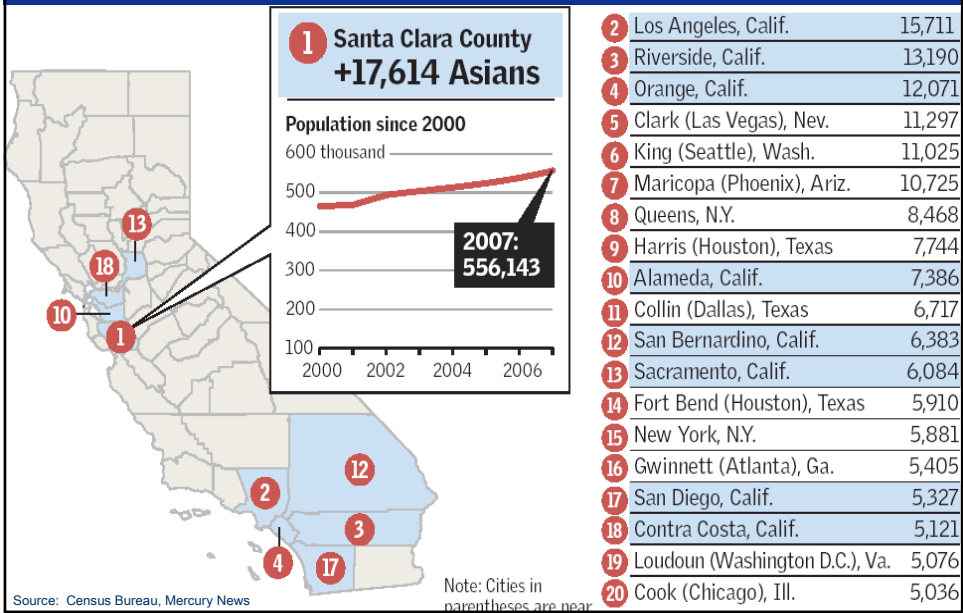 1 Santa Clara County
+17,614 Asians
Population since 2000
600 thousand
500
400
300
200
100
2000 2002 2004 2006
2007:
556,143
13
18
10
1
12
2
3
4
17
2 Los Angeles, Calif. 15,711
3 Riverside, Calif. 13,190
4 Orange, Calif. 12,071
5 Clark (Las Vegas), Nev. 11,297
6 King (Seattle), Wash. 11,025
7 Maricopa (Phoenix), Ariz. 10,725
8 Queens, N.Y. 8,468
9 Harris (Houston), Texas 7,744
10 Alameda, Calif. 7,386
11 Collin (Dallas), Texas 6,717
12 San Bernardino, Calif. 6,383
13 Sacramento, Calif. 6,084
14 Fort Bend (Houston), Texas 5,910
15 New York, N.Y. 5,881
16 Gwinnett (Atlanta), Ga. 5,405
17 San Diego, Calif. 5,327
18 Contra Costa, Calif. 5,121
19 Loudoun (Washington D.C.), Va. 5,076
20 Cook (Chicago), Ill. 5,036
Note: Cities in
parentheses are near
Source: Census Bureau, Mercury News